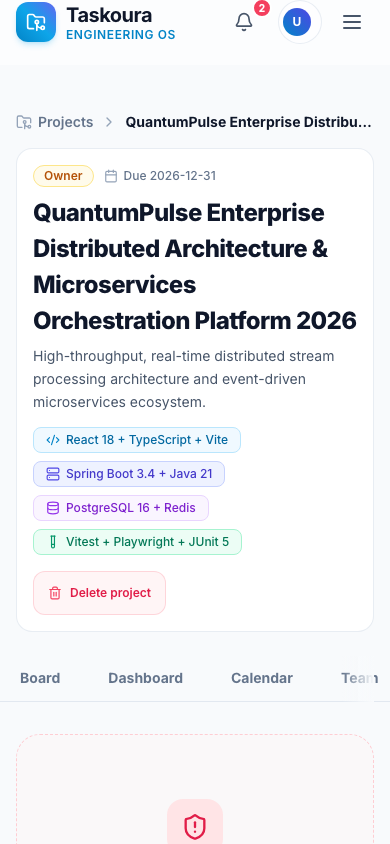 Taskoura
ENGINEERING OS
2
U
Projects
QuantumPulse Enterprise Distribu...
Owner
Due 2026-12-31
QuantumPulse Enterprise
Distributed Architecture &
Microservices
Orchestration Platform 2026
High-throughput, real-time distributed stream
processing architecture and event-driven
microservices ecosystem.
React 18 + TypeScript + Vite
Spring Boot 3.4 + Java 21
PostgreSQL 16 + Redis
Vitest + Playwright + JUnit 5
Delete project
Board
Dashboard
Calendar
Team